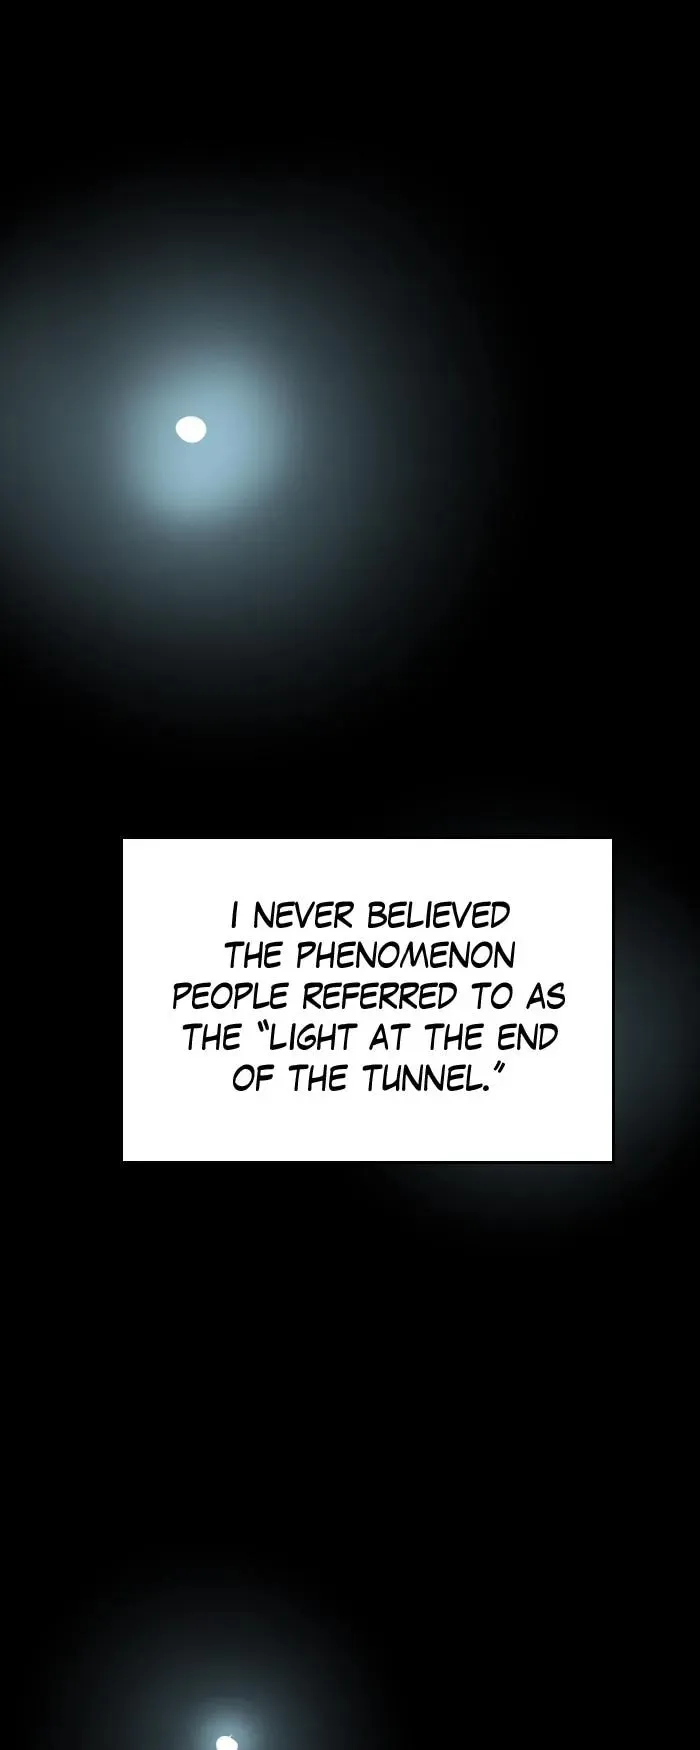 I NEVER BELIEVED
THE PHENOMENON
PEOPLE REFERRED TO AS
THE "LIGHT AT THE END
OF THE TUNNEL."